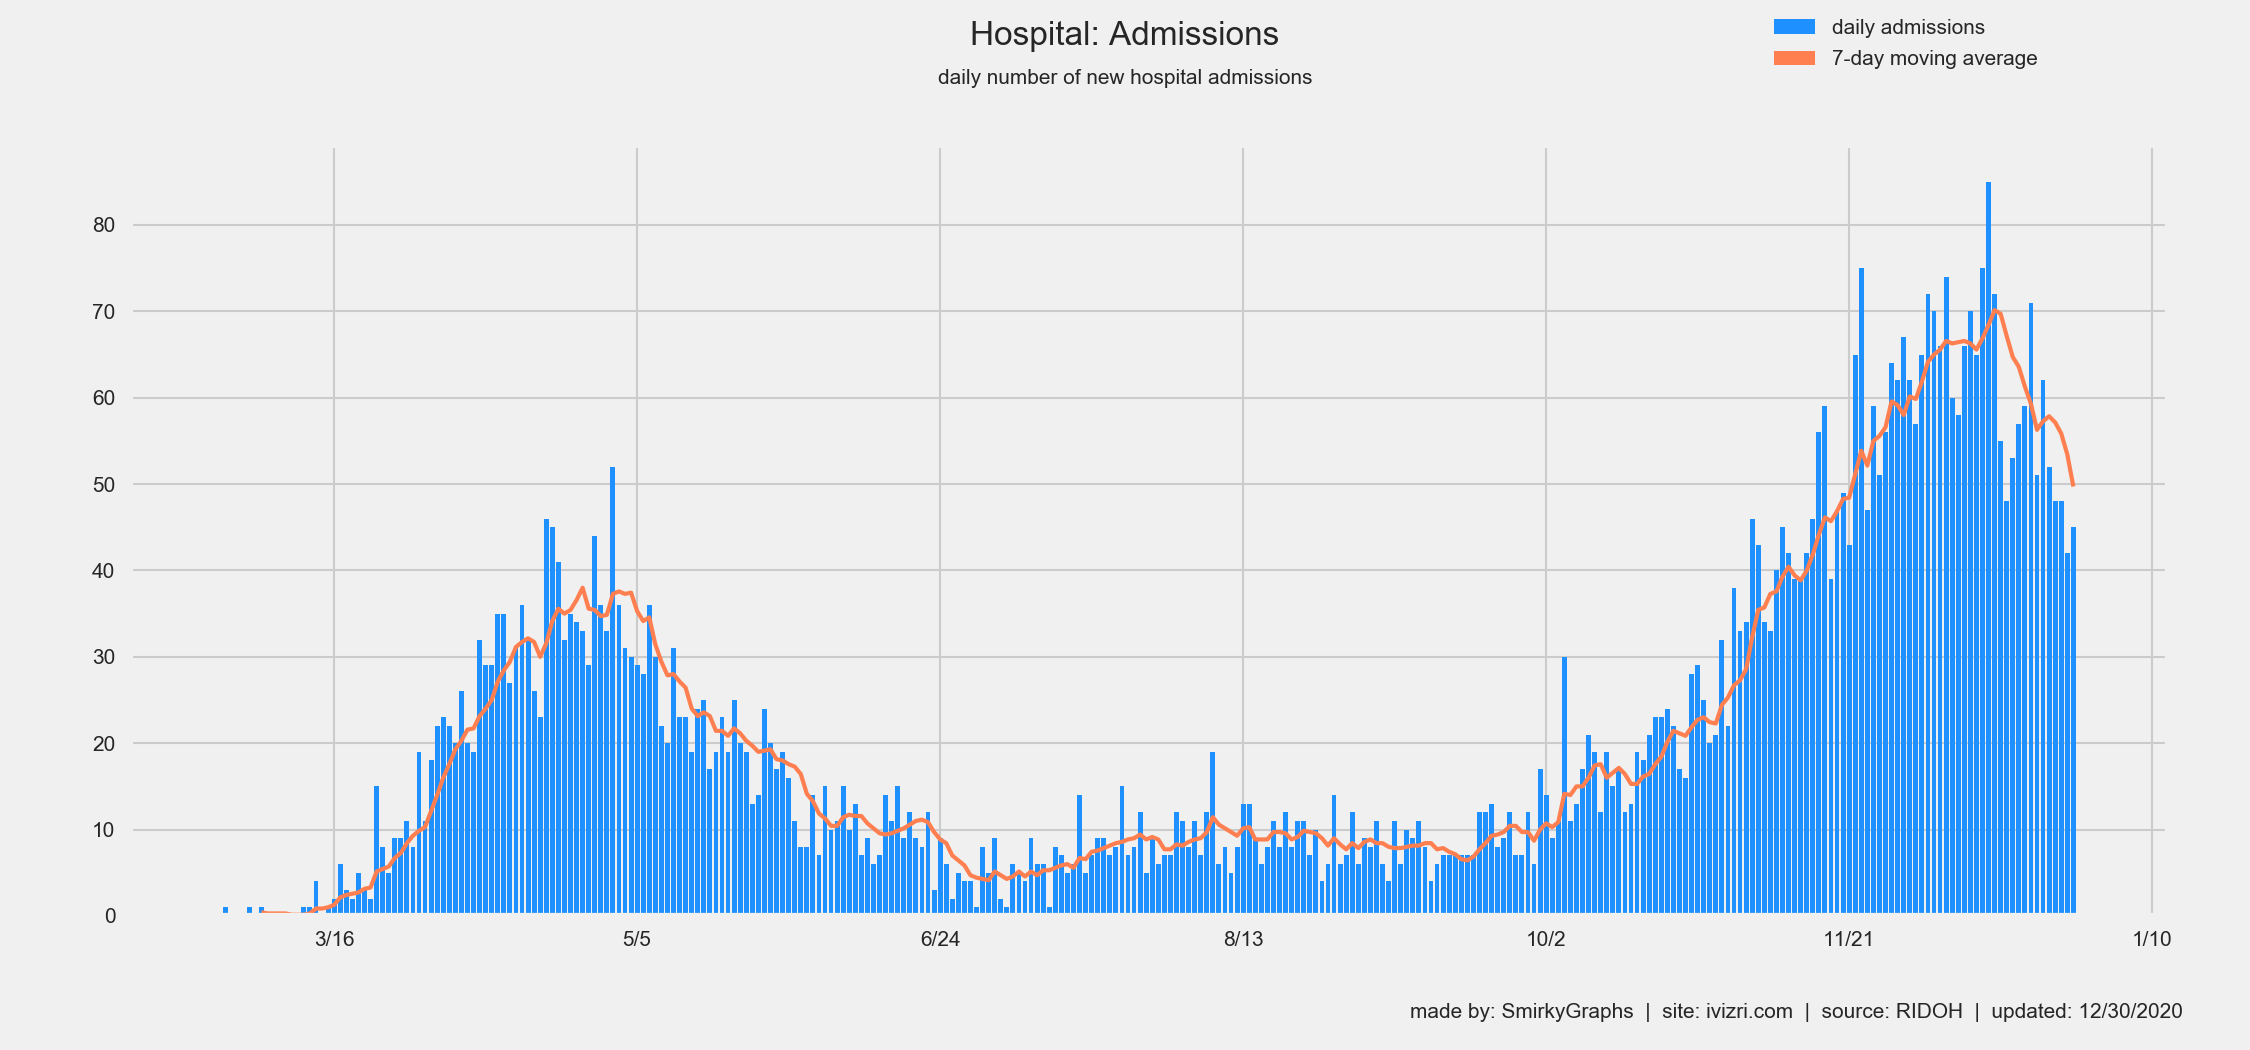 Hospital: Admissions
daily number of new hospital admissions
daily admissions
7-day moving average
80
70
60
50
40
30
20
10
0
3/16 5/5 6/24 8/13 10/2 11/21 1/10
made by: SmirkyGraphs | site: ivizri.com | source: RIDOH | updated: 12/30/2020